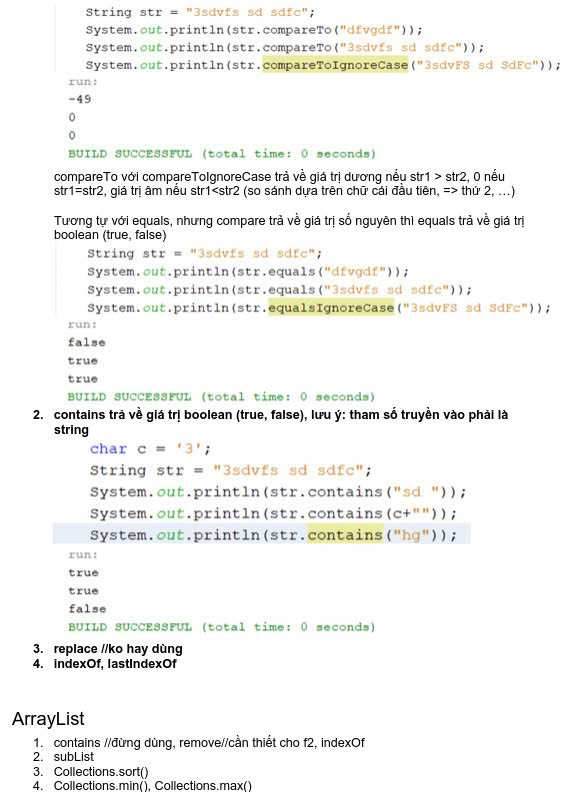 String str = "3sdvfs sd sdfc";
System.out.println(str.compareTo("dfvgdf"));
System.out.println(str.compareTo("3sdvfs sd sdfc"));
System.out.println(str.compareToIgnoreCase("3sdvFS sd SdFc"));
run:
-49
0
0
BUILD SUCCESSFUL (total time: 0 seconds)
compareTo với compareToIgnoreCase trả về giá trị dương nếu str1 > str2, 0 nếu
str1=str2, giá trị âm nếu str1<str2 (so sánh dựa trên chữ cái đầu tiên, => thứ 2, …)
Tương tự với equals, nhưng compare trả về giá trị số nguyên thì equals trả về giá trị
boolean (true, false)
String str = "3sdvfs sd sdfc";
System.out.println(str.equals("dfvgdf"));
System.out.println(str.equals("3sdvfs sd sdfc"));
System.out.println(str.equalsIgnoreCase("3sdvFS sd SdFc"));
run:
false
true
true
BUILD SUCCESSFUL (total time: 0 seconds)
2. contains trả về giá trị boolean (true, false), lưu ý: tham số truyền vào phải là
string
char c = '3';
String str = "3sdvfs sd sdfc";
System.out.println(str.contains("sd "));
System.out.println(str.contains(c+""));
System.out.println(str.contains("hg"));
run:
true
true
false
BUILD SUCCESSFUL (total time: 0 seconds)
3. replace //ko hay dùng
4. indexOf, lastIndexOf
ArrayList
1. contains //đừng dùng, remove//cần thiết cho f2, indexOf
2. subList
3. Collections.sort()
4. Collections.min(), Collections.max()